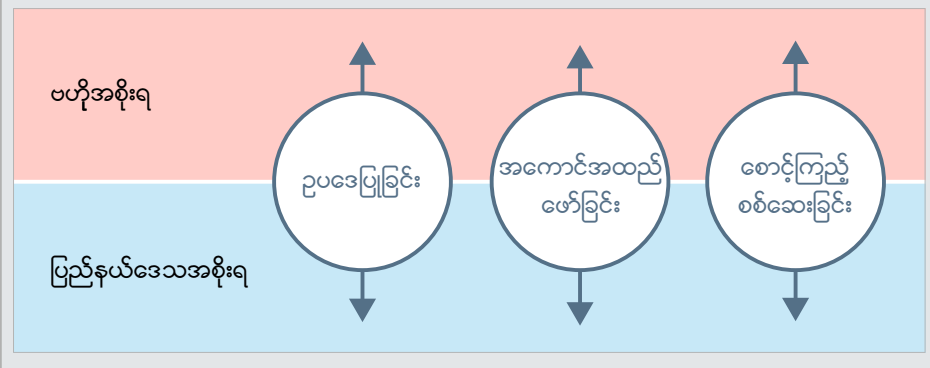 ဗဟိုအစိုးရ
ဥပဒေပြုခြင်း
အကောင်အထည်
ဖော်ခြင်း
စောင့်ကြည့်
စစ်ဆေးခြင်း
ပြည်နယ်ဒေသအစိုးရ